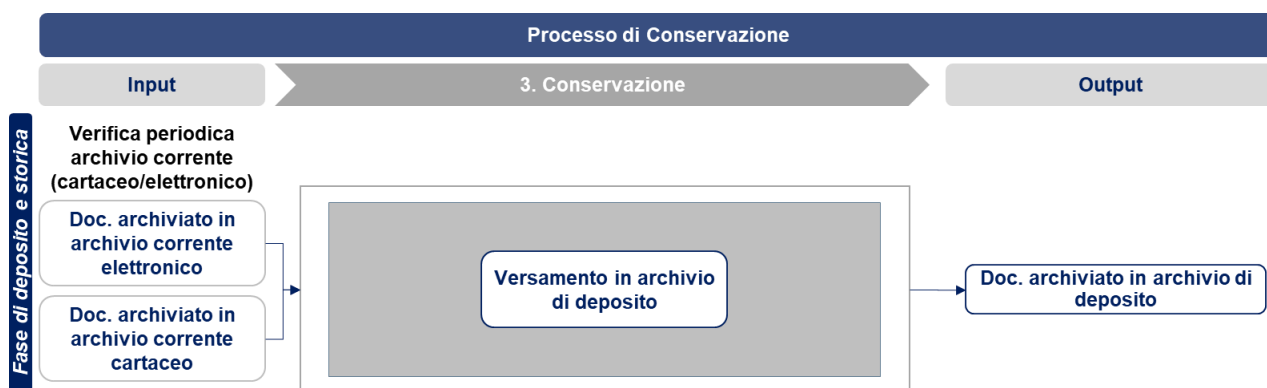 Processo di Conservazione
Input
3. Conservazione
Output
Fase di deposito e storica
Verifica periodica
archivio corrente
(cartaceo/elettronico)
Doc. archiviato in
archivio corrente
elettronico
Doc. archiviato in
archivio corrente
cartaceo
Versamento in archivio
di deposito
Doc. archiviato in archivio di
deposito